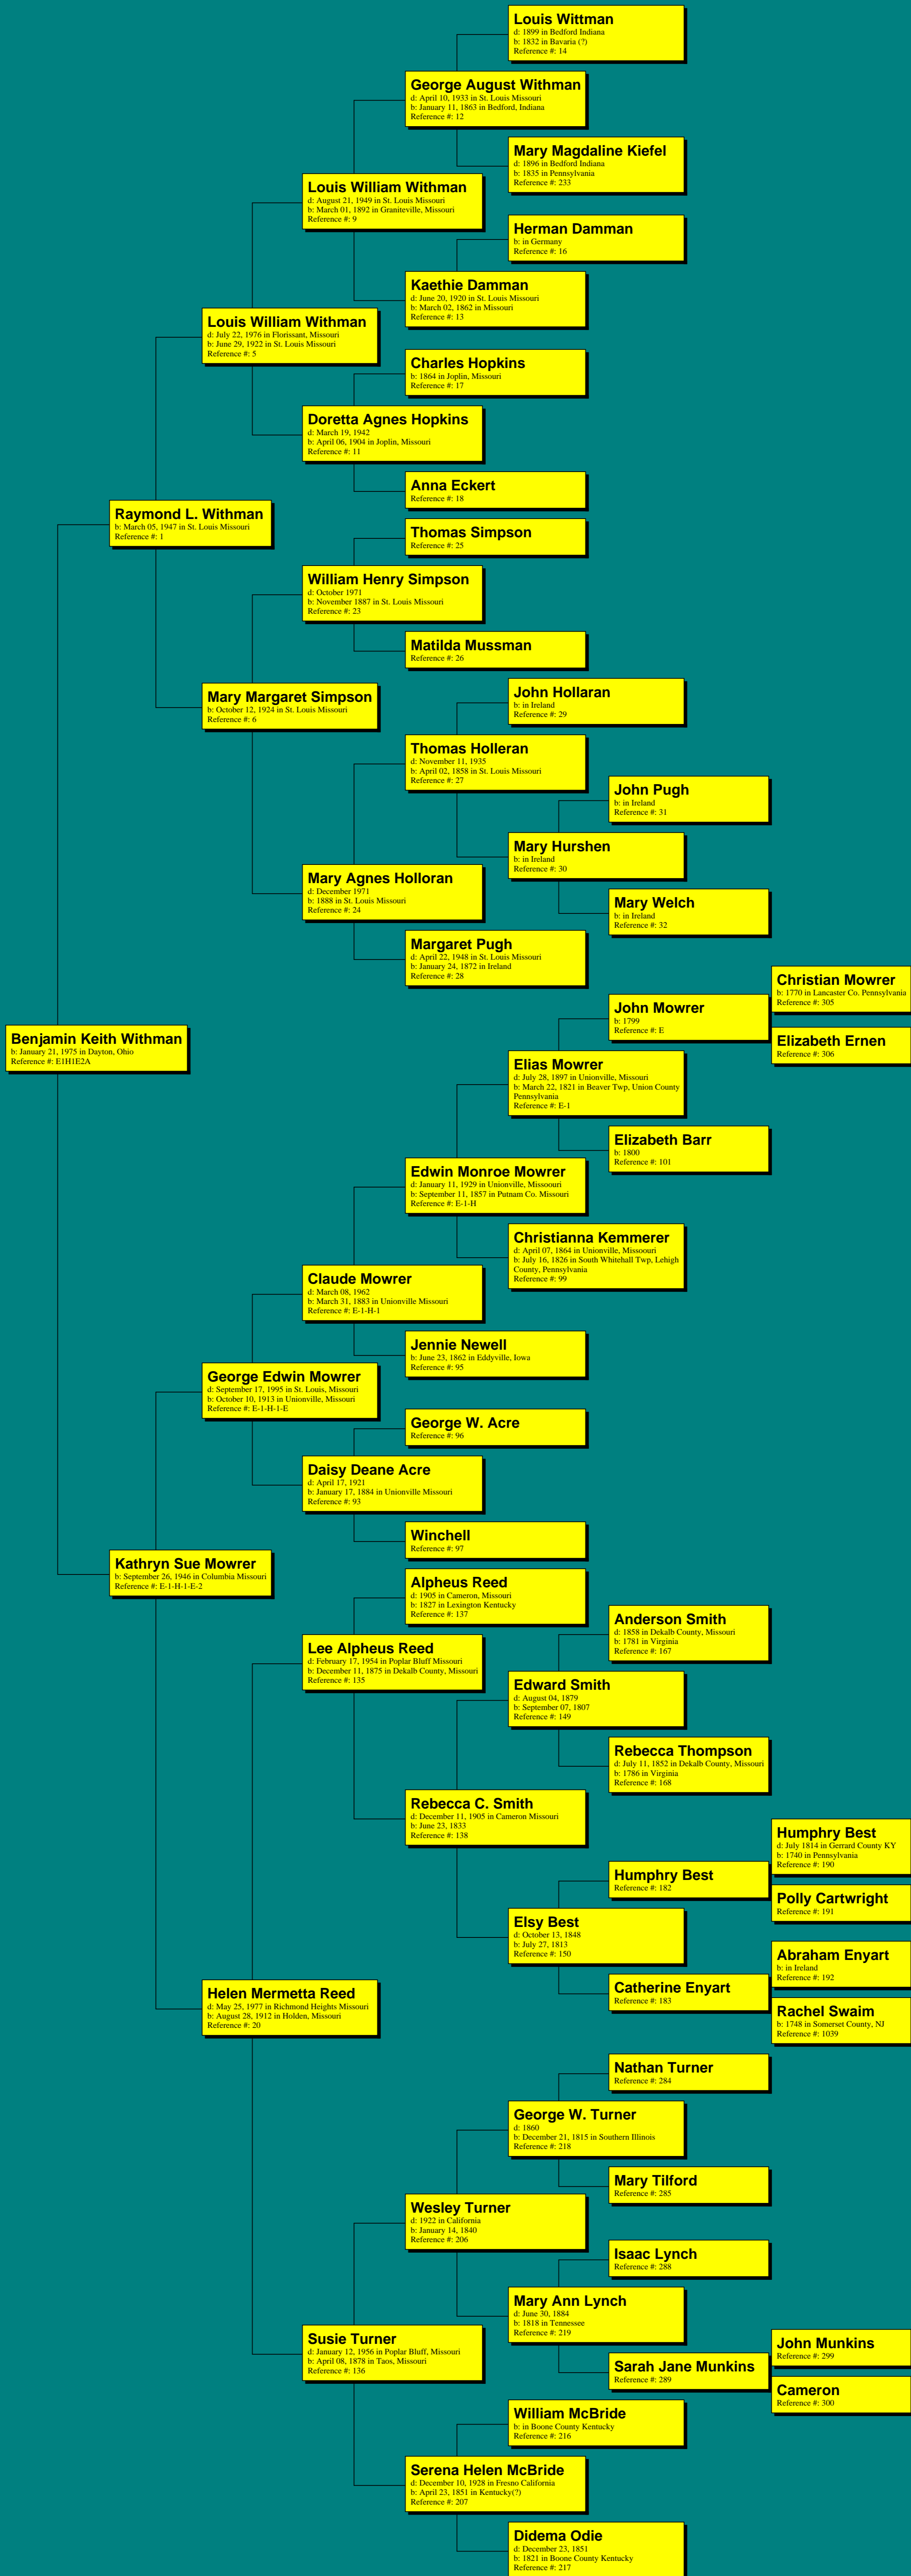 Louis Wittman
d: 1899 in Bedford Indiana
b: 1832 in Bavaria (?)
Reference #: 14
George August Withman
d: April 10, 1933 in St. Louis Missouri
b: January 11, 1863 in Bedford, Indiana
Reference #: 12
Mary Magdaline Kiefel
d: 1896 in Bedford Indiana
b: 1835 in Pennsylvania
Reference #: 233
Louis William Withman
d: August 21, 1949 in St. Louis Missouri
b: March 01, 1892 in Graniteville, Missouri
Reference #: 9
Herman Damman
b: in Germany
Reference #: 16
Kaethie Damman
d: June 20, 1920 in St. Louis Missouri
b: March 02, 1862 in Missouri
Reference #: 13
Louis William Withman
d: July 22, 1976 in Florissant, Missouri
b: June 29, 1922 in St. Louis Missouri
Reference #: 5
Charles Hopkins
b: 1864 in Joplin, Missouri
Reference #: 17
Doretta Agnes Hopkins
d: March 19, 1942
b: April 06, 1904 in Joplin, Missouri
Reference #: 11
Anna Eckert
Reference #: 18
Raymond L. Withman
b: March 05, 1947 in St. Louis Missouri
Reference #: 1
Thomas Simpson
Reference #: 25
William Henry Simpson
d: October 1971
b: November 1887 in St. Louis Missouri
Reference #: 23
Matilda Mussman
Reference #: 26
Mary Margaret Simpson
b: October 12, 1924 in St. Louis Missouri
Reference #: 6
John Hollaran
b: in Ireland
Reference #: 29
Thomas Holleran
d: November 11, 1935
b: April 02, 1858 in St. Louis Missouri
Reference #: 27
John Pugh
b: in Ireland
Reference #: 31
Mary Hurshen
b: in Ireland
Reference #: 30
Mary Welch
b: in Ireland
Reference #: 32
Mary Agnes Holloran
d: December 1971
b: 1888 in St. Louis Missouri
Reference #: 24
Margaret Pugh
d: April 22, 1948 in St. Louis Missouri
b: January 24, 1872 in Ireland
Reference #: 28
Benjamin Keith Withman
b: January 21, 1975 in Dayton, Ohio
Reference #: E1H1E2A
Christian Mowrer
b: 1770 in Lancaster Co. Pennsylvania
Reference #: 305
John Mowrer
b: 1799
Reference #: E
Elizabeth Ernen
Reference #: 306
Elias Mowrer
d: July 28, 1897 in Unionville, Missouri
b: March 22, 1821 in Beaver Twp, Union County
Pennsylvania
Reference #: E-1
Elizabeth Barr
b: 1800
Reference #: 101
Edwin Monroe Mowrer
d: January 11, 1929 in Unionville, Missoouri
b: September 11, 1857 in Putnam Co. Missouri
Reference #: E-1-H
Christianna Kemmerer
d: April 07, 1864 in Unionville, Missoouri
b: July 16, 1826 in South Whitehall Twp, Lehigh
County, Pennsylvania
Reference #: 99
Claude Mowrer
d: March 08, 1962
b: March 31, 1883 in Unionville Missouri
Reference #: E-1-H-1
Jennie Newell
b: June 23, 1862 in Eddyville, Iowa
Reference #: 95
George Edwin Mowrer
d: September 17, 1995 in St. Louis, Missouri
b: October 10, 1913 in Unionville, Missouri
Reference #: E-1-H-1-E
George W. Acre
Reference #: 96
Daisy Deane Acre
d: April 17, 1921
b: January 17, 1884 in Unionville Missouri
Reference #: 93
Winchell
Reference #: 97
Kathryn Sue Mowrer
b: September 26, 1946 in Columbia Missouri
Reference #: E-1-H-1-E-2
Alpheus Reed
d: 1905 in Cameron, Missouri
b: 1827 in Lexington Kentucky
Reference #: 137
Lee Alpheus Reed
d: February 17, 1954 in Poplar Bluff Missouri
b: December 11, 1875 in Dekalb County, Missouri
Reference #: 135
Anderson Smith
d: 1858 in Dekalb County, Missouri
b: 1781 in Virginia
Reference #: 167
Edward Smith
d: August 04, 1879
b: September 07, 1807
Reference #: 149
Rebecca Thompson
d: July 11, 1852 in Dekalb County, Missouri
b: 1786 in Virginia
Reference #: 168
Rebecca C. Smith
d: December 11, 1905 in Cameron Missouri
b: June 23, 1833
Reference #: 138
Humphry Best
d: July 1814 in Gerrard County KY
b: 1740 in Pennsylvania
Reference #: 190
Humphry Best
Reference #: 182
Polly Cartwright
Reference #: 191
Elsy Best
d: October 13, 1848
b: July 27, 1813
Reference #: 150
Abraham Enyart
b: in Ireland
Reference #: 192
Catherine Enyart
Reference #: 183
Rachel Swaim
b: 1748 in Somerset County, NJ
Reference #: 1039
Helen Mermetta Reed
d: May 25, 1977 in Richmond Heights Missouri
b: August 28, 1912 in Holden, Missouri
Reference #: 20
Nathan Turner
Reference #: 284
George W. Turner
d: 1860
b: December 21, 1815 in Southern Illinois
Reference #: 218
Mary Tilford
Reference #: 285
Wesley Turner
d: 1922 in California
b: January 14, 1840
Reference #: 206
Isaac Lynch
Reference #: 288
Mary Ann Lynch
d: June 30, 1884
b: 1818 in Tennessee
Reference #: 219
John Munkins
Reference #: 299
Sarah Jane Munkins
Reference #: 289
Cameron
Reference #: 300
Susie Turner
d: January 12, 1956 in Poplar Bluff, Missouri
b: April 08, 1878 in Taos, Missouri
Reference #: 136
William McBride
b: in Boone County Kentucky
Reference #: 216
Serena Helen McBride
d: December 10, 1928 in Fresno California
b: April 23, 1851 in Kentucky(?)
Reference #: 207
Didema Odie
d: December 23, 1851
b: 1821 in Boone County Kentucky
Reference #: 217